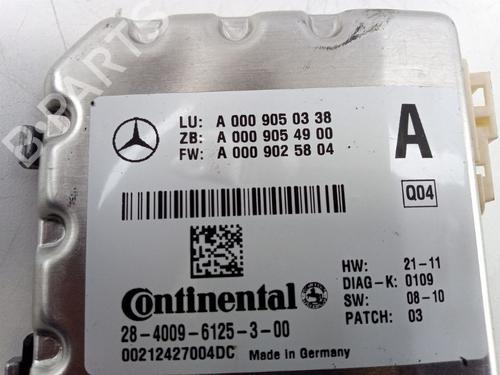 B-PARTS
LU: A 000 905 03 38
ZB: A 000 905 49 00
FW: A 000 902 58 04
A
Q04
HW: 21-11
DIAG-K: 0109
SW: 08-10
PATCH: 03
Continental
28-4009-6125-3-00
00212427004DC Made in Germany